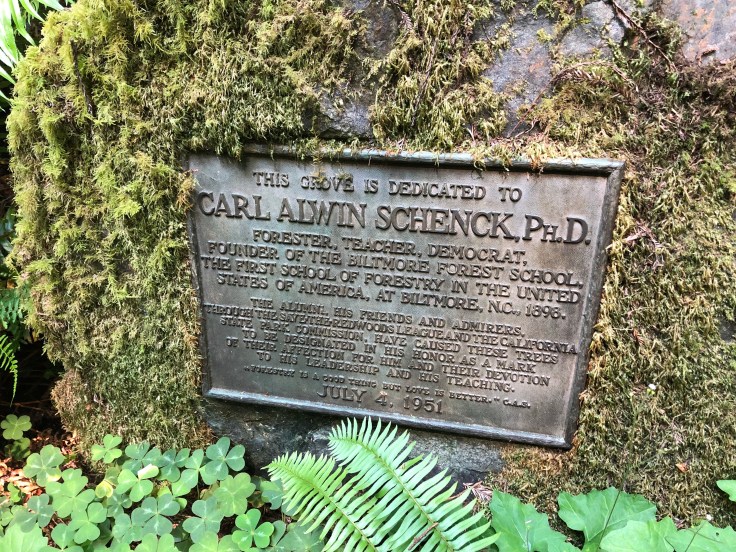 THIS GROVE IS DEDICATED TO
CARL ALWIN SCHENCK, PH.D.
FORESTER, TEACHER, DEMOCRAT,
FOUNDER OF THE BILTMORE FOREST SCHOOL,
THE FIRST SCHOOL OF FORESTRY IN THE UNITED
STATES OF AMERICA, AT BILTMORE, N.C., 1898.
THE ALUMNI, HIS FRIENDS AND ADMIRERS,
THROUGH THE SAVE-THE-REDWOODS LEAGUE AND THE CALIFORNIA
STATE PARK COMMISSION, HAVE CAUSED THESE TREES
TO BE DESIGNATED IN HIS HONOR AS A MARK
OF THEIR AFFECTION FOR HIM AND THEIR DEVOTION
TO HIS LEADERSHIP AND HIS TEACHING.
"FORESTRY IS A GOOD THING BUT LOVE IS BETTER." C.A.S.
JULY 4, 1951